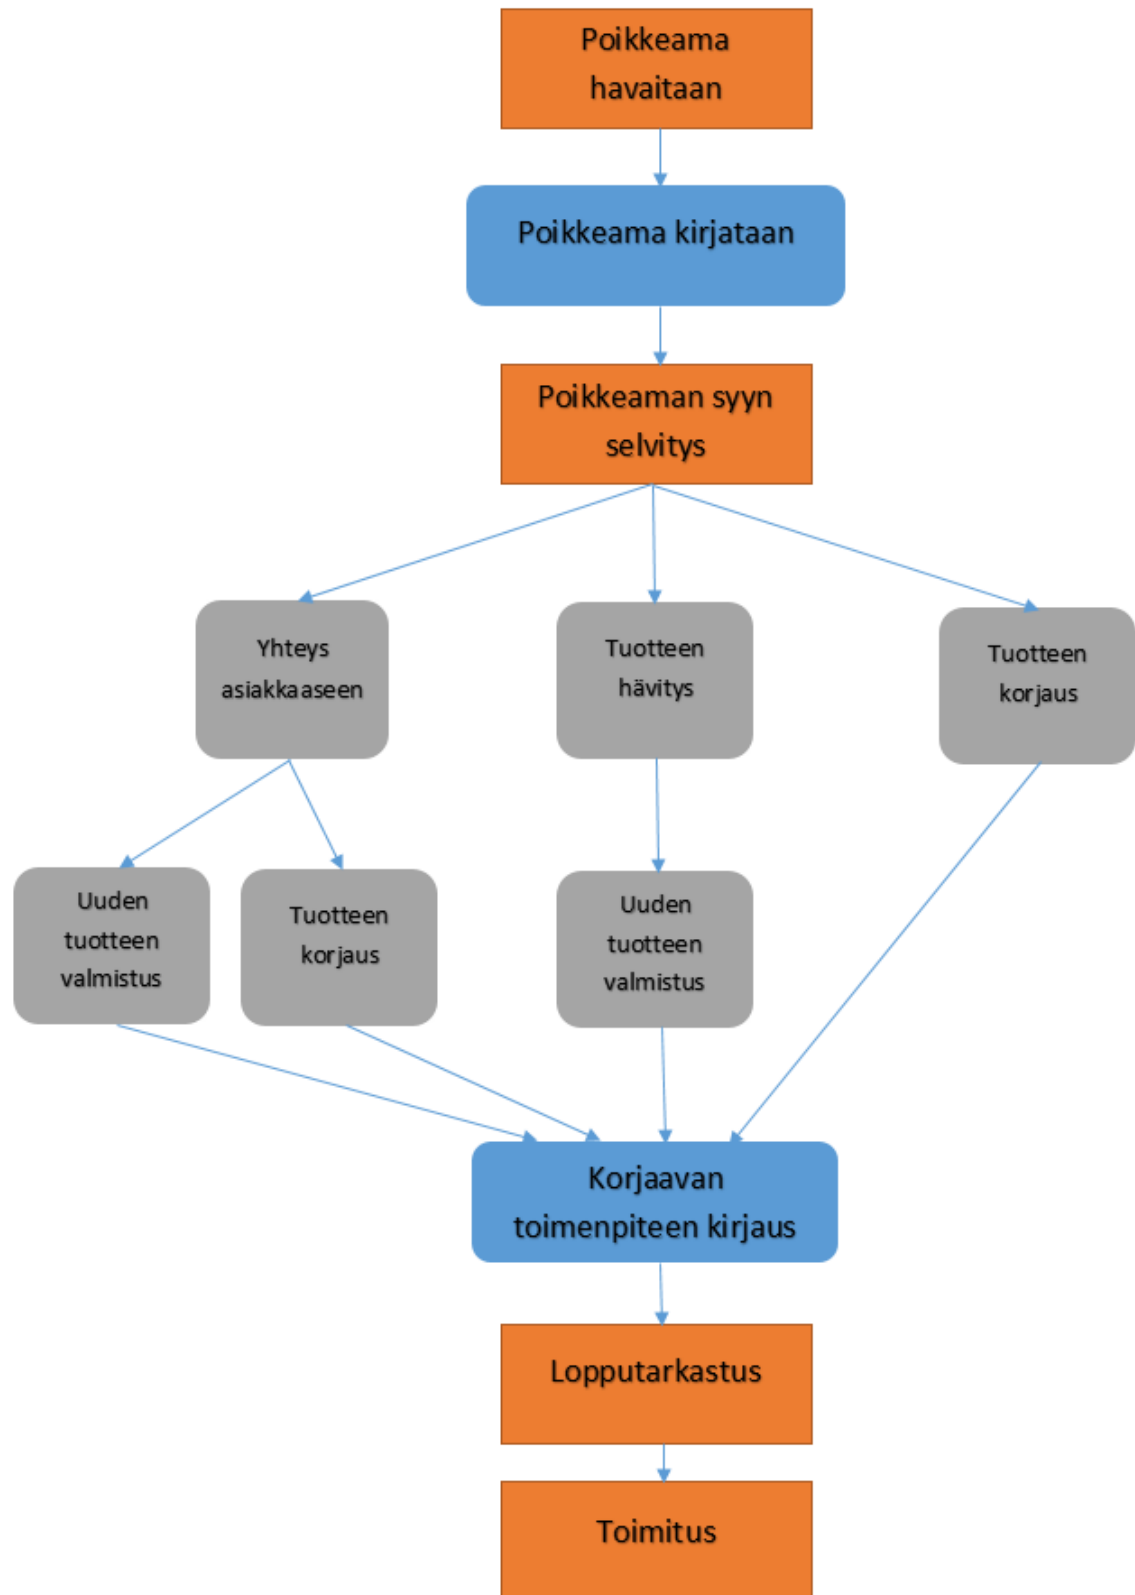 Poikkeama
havaitaan
Poikkeama kirjataan
Poikkeaman syyn
selvitys
Yhteys
asiakkaaseen
Tuotteen
hävitys
Tuotteen
korjaus
Uuden
tuotteen
valmistus
Tuotteen
korjaus
Uuden
tuotteen
valmistus
Korjaavan
toimenpiteen kirjaus
Lopputarkastus
Toimitus